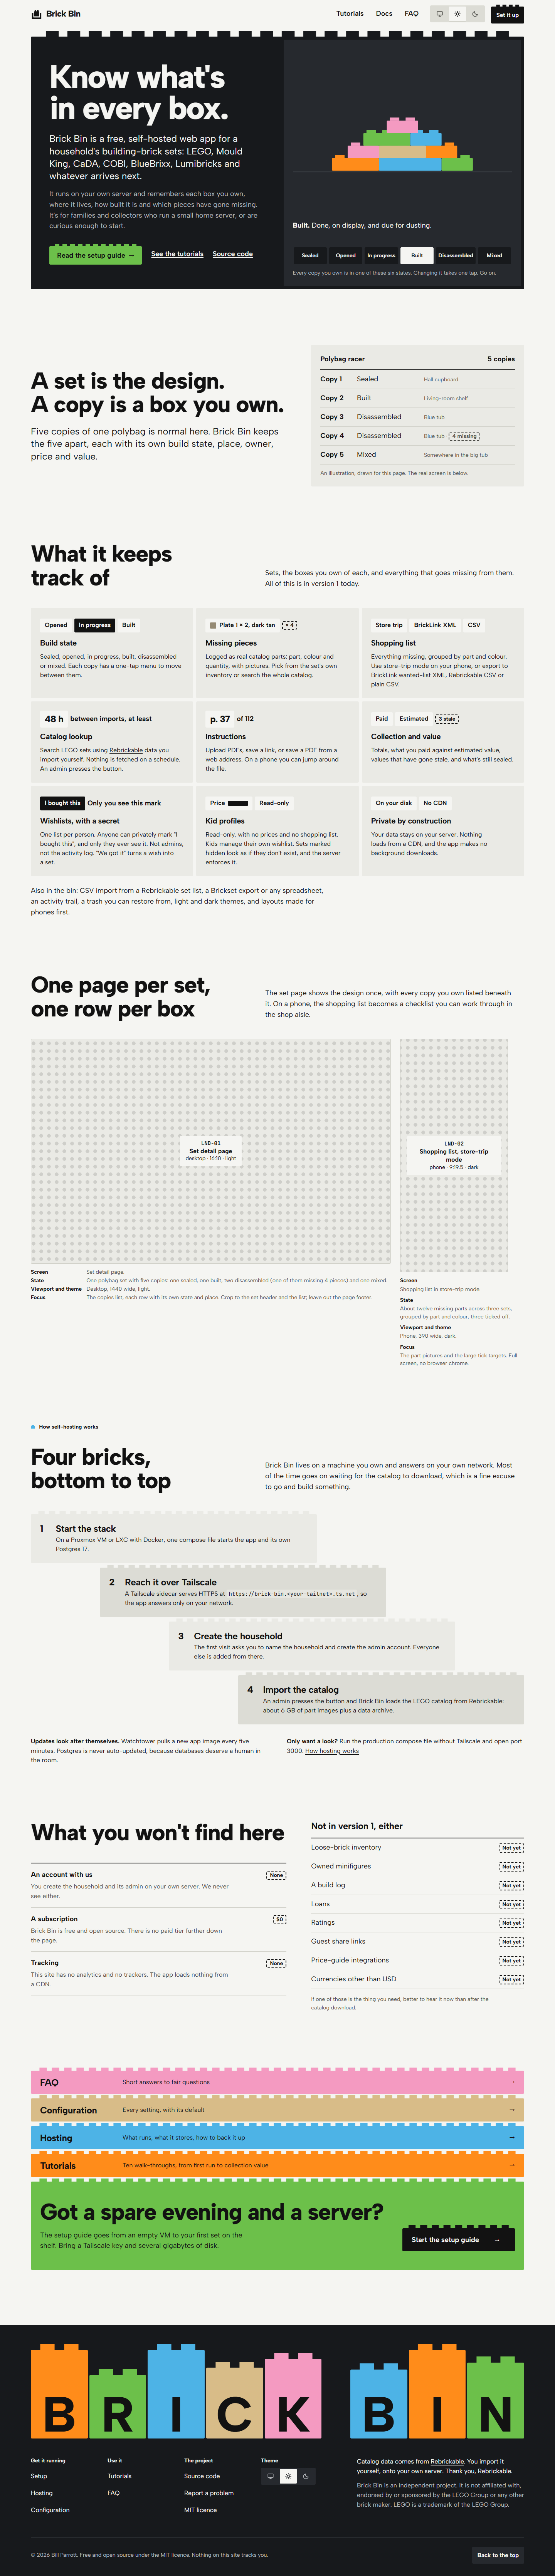 Brick Bin
Tutorials Docs FAQ
Set it up
Know what's
in every box.
Brick Bin is a free, self-hosted web app for a
household's building-brick sets: LEGO, Mould
King, CaDA, COBI, BlueBrixx, Lumibricks and
whatever arrives next.
It runs on your own server and remembers each box you own,
where it lives, how built it is and which pieces have gone missing.
It's for families and collectors who run a small home server, or are
curious enough to start.
Read the setup guide →
See the tutorials
Source code
Built. Done, on display, and due for dusting.
Sealed Opened In progress Built Disassembled Mixed
Every copy you own is in one of these six states. Changing it takes one tap. Go on.
A set is the design.
A copy is a box you own.
Five copies of one polybag is normal here. Brick Bin keeps
the five apart, each with its own build state, place, owner,
price and value.
Polybag racer 5 copies
Copy 1 Sealed Hall cupboard
Copy 2 Built Living-room shelf
Copy 3 Disassembled Blue tub
Copy 4 Disassembled Blue tub 4 missing
Copy 5 Mixed Somewhere in the big tub
An illustration, drawn for this page. The real screen is below.
What it keeps
track of
Sets, the boxes you own of each, and everything that goes missing from them.
All of this is in version 1 today.
Opened In progress Built
Build state
Sealed, opened, in progress, built, disassembled
or mixed. Each copy has a one-tap menu to move
between them.
Plate 1 × 2, dark tan × 4
Missing pieces
Logged as real catalog parts: part, colour and
quantity, with pictures. Pick from the set's own
inventory or search the whole catalog.
Store trip BrickLink XML CSV
Shopping list
Everything missing, grouped by part and colour.
Use store-trip mode on your phone, or export to
BrickLink wanted-list XML, Rebrickable CSV or
plain CSV.
48 h between imports, at least
Catalog lookup
Search LEGO sets using Rebrickable data you
import yourself. Nothing is fetched on a schedule.
An admin presses the button.
p. 37 of 112
Instructions
Upload PDFs, save a link, or save a PDF from a
web address. On a phone you can jump around
the file.
Paid Estimated 3 stale
Collection and value
Totals, what you paid against estimated value,
values that have gone stale, and what's still sealed.
I bought this Only you see this mark
Wishlists, with a secret
One list per person. Anyone can privately mark "I
bought this", and only they ever see it. Not admins,
not the activity log. "We got it" turns a wish into
a set.
Price Read-only
Kid profiles
Read-only, with no prices and no shopping list.
Kids manage their own wishlist. Sets marked
hidden look as if they don't exist, and the server
enforces it.
On your disk No CDN
Private by construction
Your data stays on your server. Nothing
loads from a CDN, and the app makes no
background downloads.
Also in the bin: CSV import from a Rebrickable set list, a Brickset export or any spreadsheet,
an activity trail, a trash you can restore from, light and dark themes, and layouts made for
phones first.
One page per set,
one row per box
The set page shows the design once, with every copy you own listed beneath
it. On a phone, the shopping list becomes a checklist you can work through in
the shop aisle.
LND-01
Set detail page
desktop · 16:10 · light
LND-02
Shopping list, store-trip
mode
phone · 9:19.5 · dark
Screen Set detail page.
State One polybag set with five copies: one sealed, one built, two disassembled (one of them missing 4 pieces) and one mixed.
Viewport and theme Desktop, 1440 wide, light.
Focus The copies list, each row with its own state and place. Crop to the set header and the list; leave out the page footer.
Screen
Shopping list in store-trip mode.
State
About twelve missing parts across three sets,
grouped by part and colour, three ticked off.
Viewport and theme
Phone, 390 wide, dark.
Focus
The part pictures and the large tick targets. Full
screen, no browser chrome.
How self-hosting works
Four bricks,
bottom to top
Brick Bin lives on a machine you own and answers on your own network. Most
of the time goes on waiting for the catalog to download, which is a fine excuse
to go and build something.
1 Start the stack
On a Proxmox VM or LXC with Docker, one compose file starts the app and its own
Postgres 17.
2 Reach it over Tailscale
A Tailscale sidecar serves HTTPS at https://brick-bin.<your-tailnet>.ts.net, so
the app answers only on your network.
3 Create the household
The first visit asks you to name the household and create the admin account. Everyone
else is added from there.
4 Import the catalog
An admin presses the button and Brick Bin loads the LEGO catalog from Rebrickable:
about 6 GB of part images plus a data archive.
Updates look after themselves. Watchtower pulls a new app image every five
minutes. Postgres is never auto-updated, because databases deserve a human in
the room.
Only want a look? Run the production compose file without Tailscale and open port
3000. How hosting works
What you won't find here
An account with us None
You create the household and its admin on your own server. We never
see either.
A subscription $0
Brick Bin is free and open source. There is no paid tier further down
the page.
Tracking None
This site has no analytics and no trackers. The app loads nothing from
a CDN.
Not in version 1, either
Loose-brick inventory Not yet
Owned minifigures Not yet
A build log Not yet
Loans Not yet
Ratings Not yet
Guest share links Not yet
Price-guide integrations Not yet
Currencies other than USD Not yet
If one of those is the thing you need, better to hear it now than after the
catalog download.
FAQ Short answers to fair questions →
Configuration Every setting, with its default →
Hosting What runs, what it stores, how to back it up →
Tutorials Ten walk-throughs, from first run to collection value →
Got a spare evening and a server?
The setup guide goes from an empty VM to your first set on the
shelf. Bring a Tailscale key and several gigabytes of disk.
Start the setup guide →
BRICK BIN
Get it running
Setup
Hosting
Configuration
Use it
Tutorials
FAQ
The project
Source code
Report a problem
MIT licence
Theme
Catalog data comes from Rebrickable. You import it
yourself, onto your own server. Thank you, Rebrickable.
Brick Bin is an independent project. It is not affiliated with,
endorsed by or sponsored by the LEGO Group or any other
brick maker. LEGO is a trademark of the LEGO Group.
© 2026 Bill Parrott. Free and open source under the MIT licence. Nothing on this site tracks you.
Back to the top